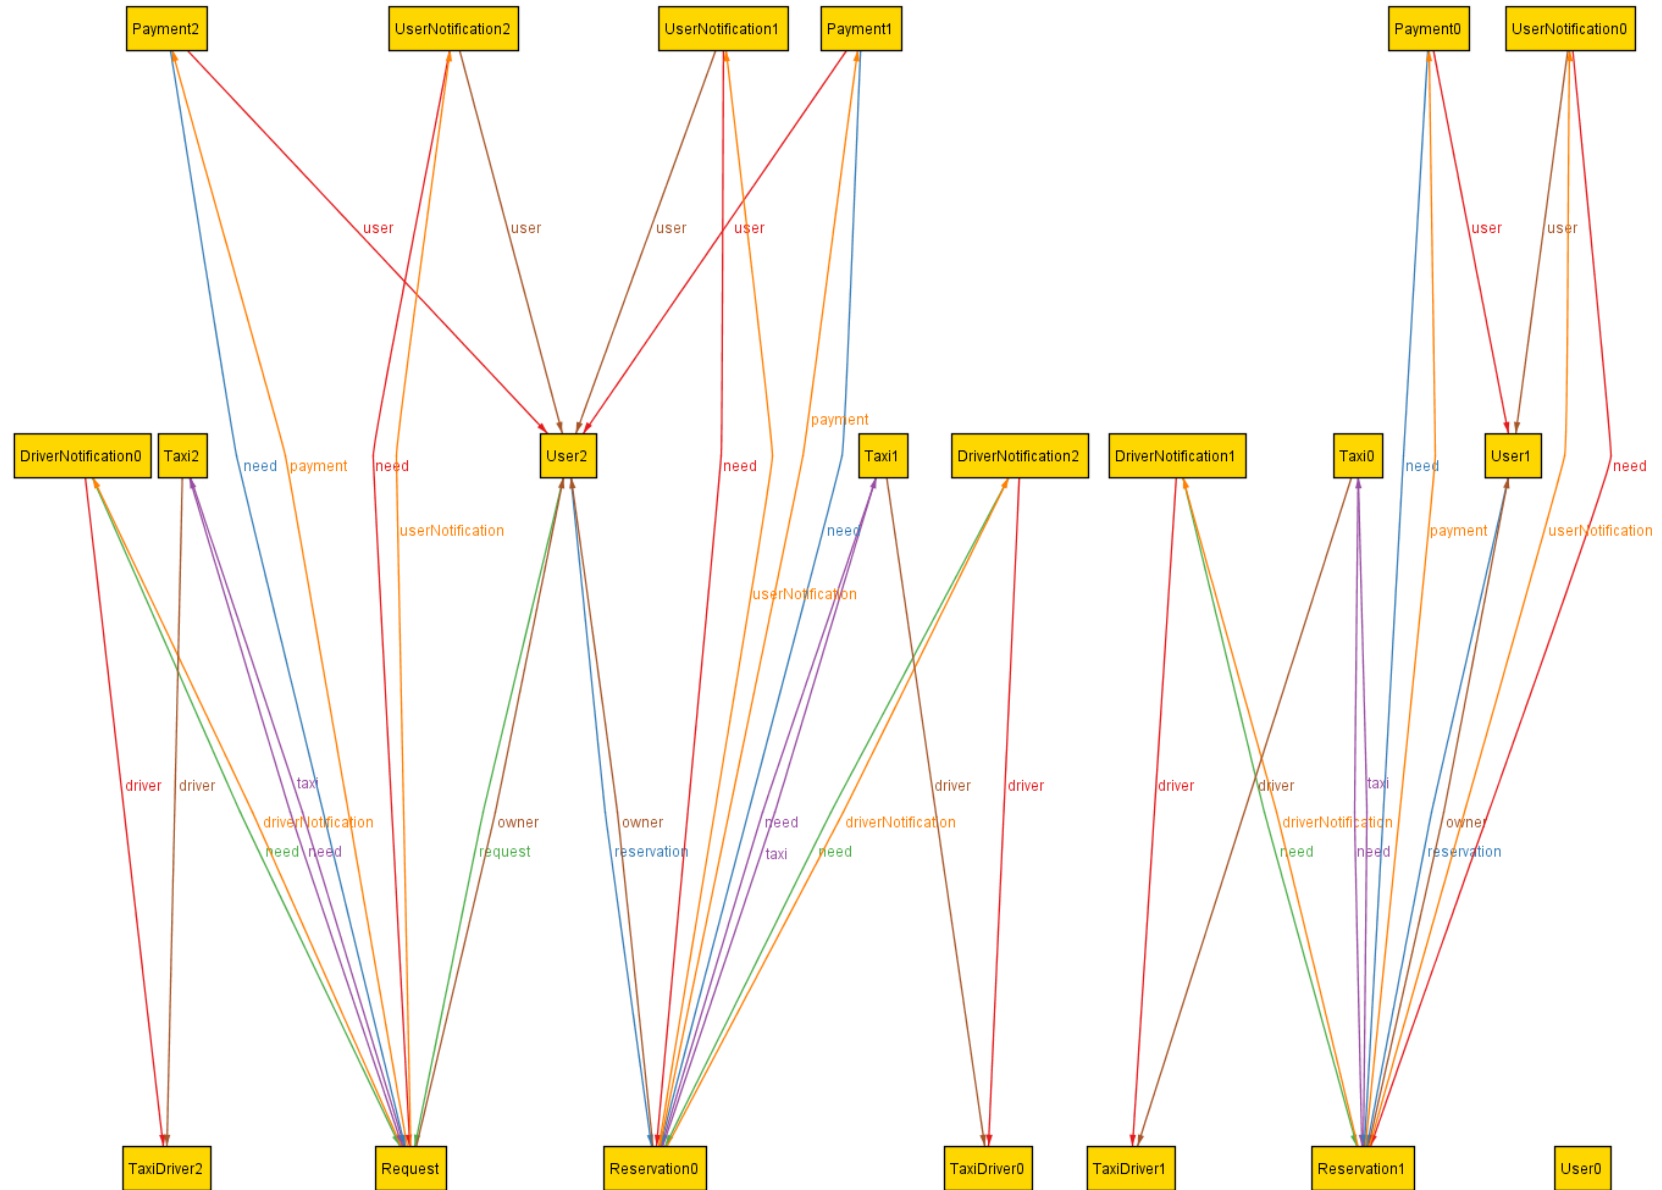 Payment2
UserNotification2
UserNotification1
Payment1
Payment0
UserNotification0
user
user
user
user
user
user
payment
DriverNotification0
Taxi2
User2
Taxi1
DriverNotification2
DriverNotification1
Taxi0
User1
need
payment
need
need
need
need
userNotification
need
payment
userNotification
userNotification
driver
driver
taxi
driver
driver
driver
driver
taxi
driverNotification
need
need
request
owner
owner
reservation
need
taxi
driverNotification
need
driverNotification
need
need
owner
reservation
TaxiDriver2
Request
Reservation0
TaxiDriver0
TaxiDriver1
Reservation1
User0